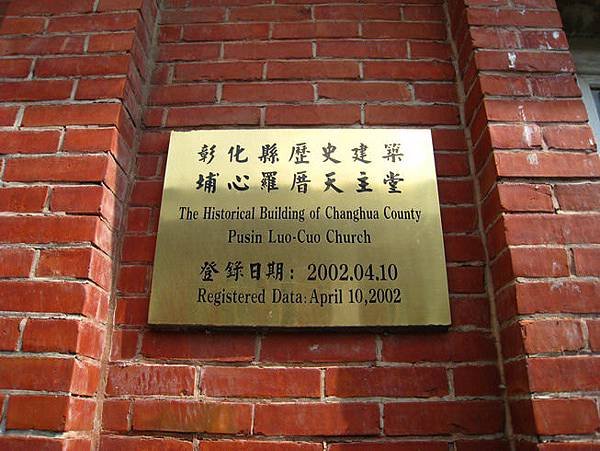 彰化縣歷史建築
埔心羅厝天主堂
The Historical Building of Changhua County
Pusin Luo-Cuo Church
登錄日期：2002.04.10
Registered Data:April 10,2002